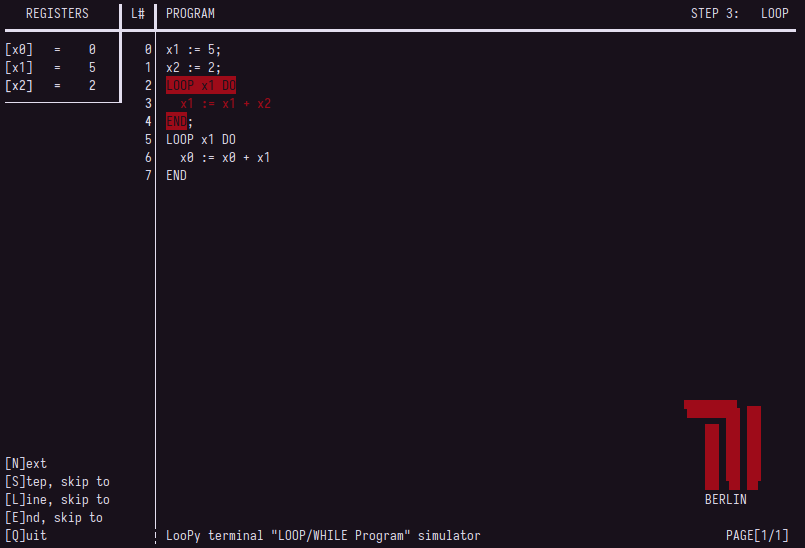 REGISTERS L# PROGRAM STEP 3: LOOP
[x0] = 0 0 x1 := 5;
[x1] = 5 1 x2 := 2;
[x2] = 2 2 LOOP x1 DO
3 x1 := x1 + x2
4 END;
5 LOOP x1 DO
6 x0 := x0 + x1
7 END
[N]ext
[S]tep, skip to
[L]ine, skip to
BERLIN
[E]nd, skip to
[Q]uit LooPy terminal "LOOP/WHILE Program" simulator PAGE[1/1]